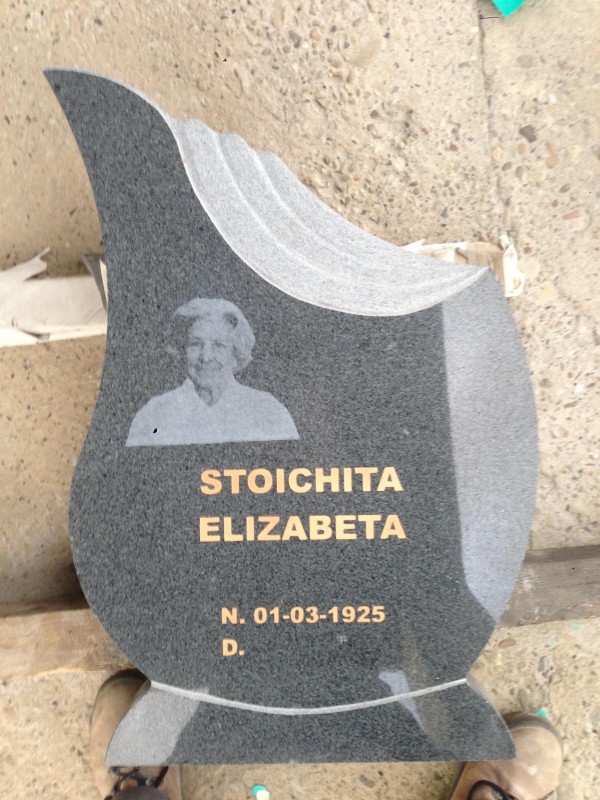 STOICHITA
ELIZABETA
N. 01-03-1925
D.